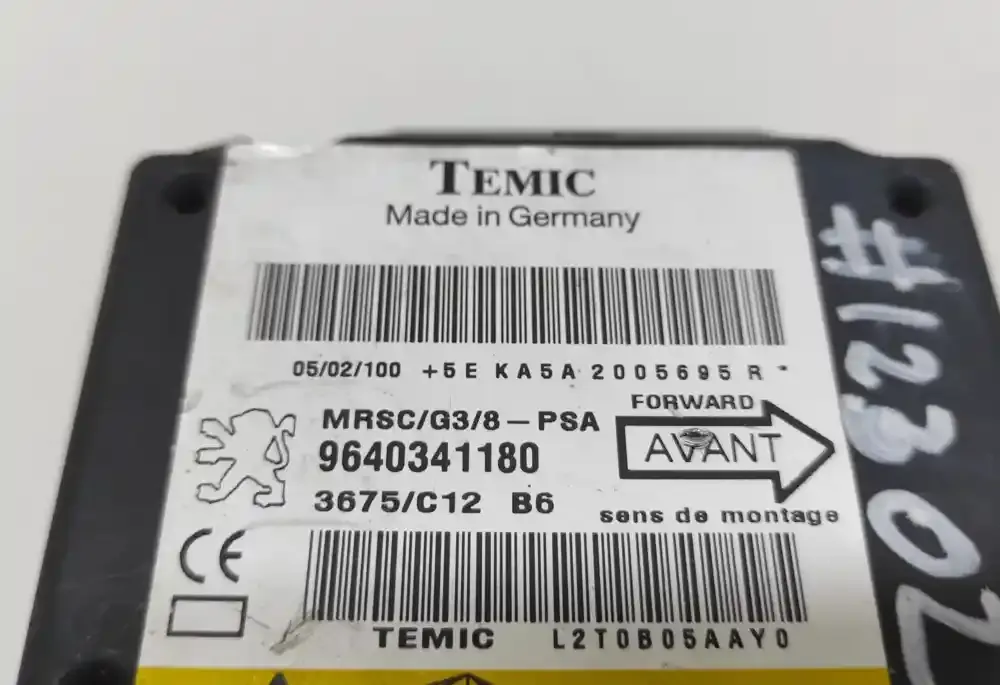 TEMIC
Made in Germany
05/02/100 +5E KA5A 2005695 R *
MRSC/G3/8-PSA
9640341180
3675/C12 B6
FORWARD
AVANT
sens de montage
CE
TEMIC L2T0B05AAY0
#12302